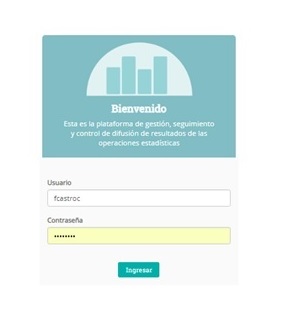 Bienvenido
Esta es la plataforma de gestión, seguimiento
y control de difusión de resultados de las
operaciones estadísticas
Usuario
fcastroc
Contraseña
••••••••
Ingresar